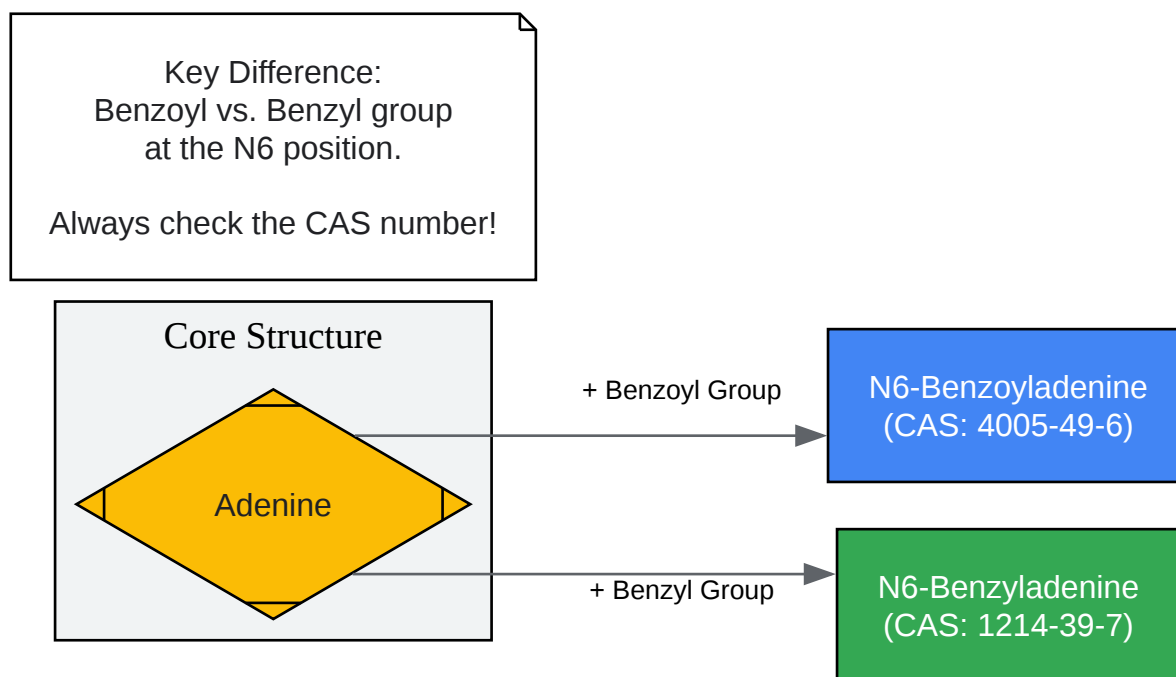 Key Difference:
Benzoyl vs. Benzyl group
at the N6 position.
Always check the CAS number!
Core Structure
Adenine
+ Benzoyl Group
N6-Benzoyladenine
(CAS: 4005-49-6)
+ Benzyl Group
N6-Benzyladenine
(CAS: 1214-39-7)